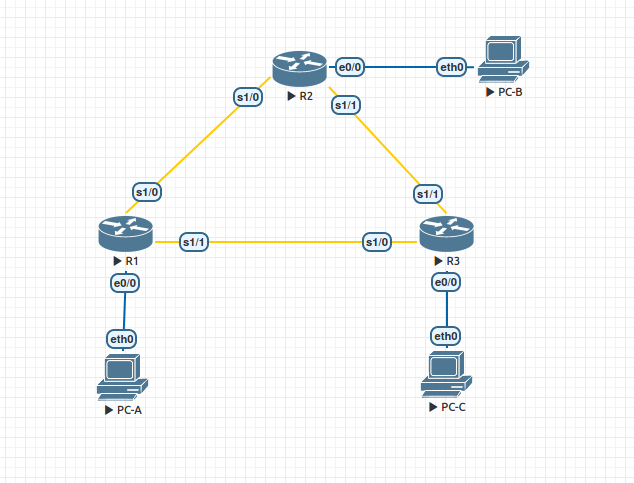 e0/0
eth0
R2
PC-B
s1/0
s1/1
s1/0
s1/1
s1/1
s1/0
R1
R3
e0/0
e0/0
eth0
eth0
PC-A
PC-C